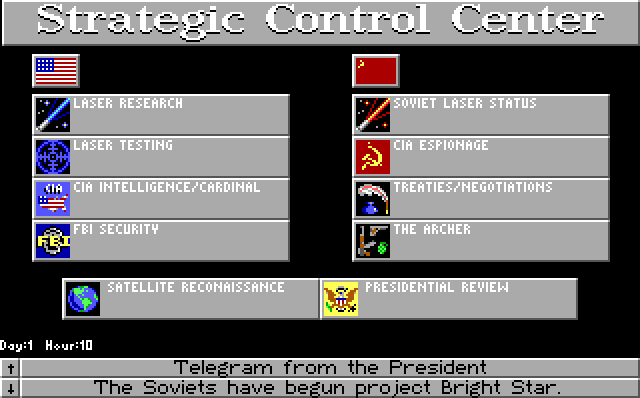 Strategic Control Center
LASER RESEARCH
LASER TESTING
CIA
CIA INTELLIGENCE/CARDINAL
FBI
FBI SECURITY
SOVIET LASER STATUS
CIA ESPIONAGE
TREATIES/NEGOTIATIONS
THE ARCHER
SATELLITE RECONAISSANCE
PRESIDENTIAL REVIEW
Day:1 Hour:10
Telegram from the President
The Soviets have begun project Bright Star.